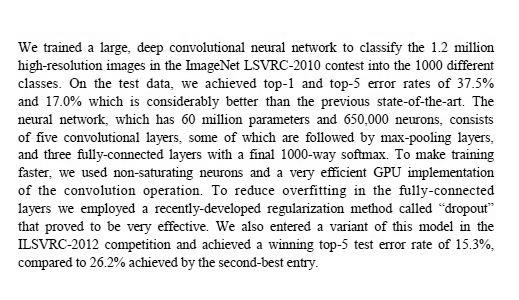 We trained a large, deep convolutional neural network to classify the 1.2 million
high-resolution images in the ImageNet LSVRC-2010 contest into the 1000 different
classes. On the test data, we achieved top-1 and top-5 error rates of 37.5%
and 17.0% which is considerably better than the previous state-of-the-art. The
neural network, which has 60 million parameters and 650,000 neurons, consists
of five convolutional layers, some of which are followed by max-pooling layers,
and three fully-connected layers with a final 1000-way softmax. To make training
faster, we used non-saturating neurons and a very efficient GPU implementation
of the convolution operation. To reduce overfitting in the fully-connected
layers we employed a recently-developed regularization method called “dropout”
that proved to be very effective. We also entered a variant of this model in the
ILSVRC-2012 competition and achieved a winning top-5 test error rate of 15.3%,
compared to 26.2% achieved by the second-best entry.